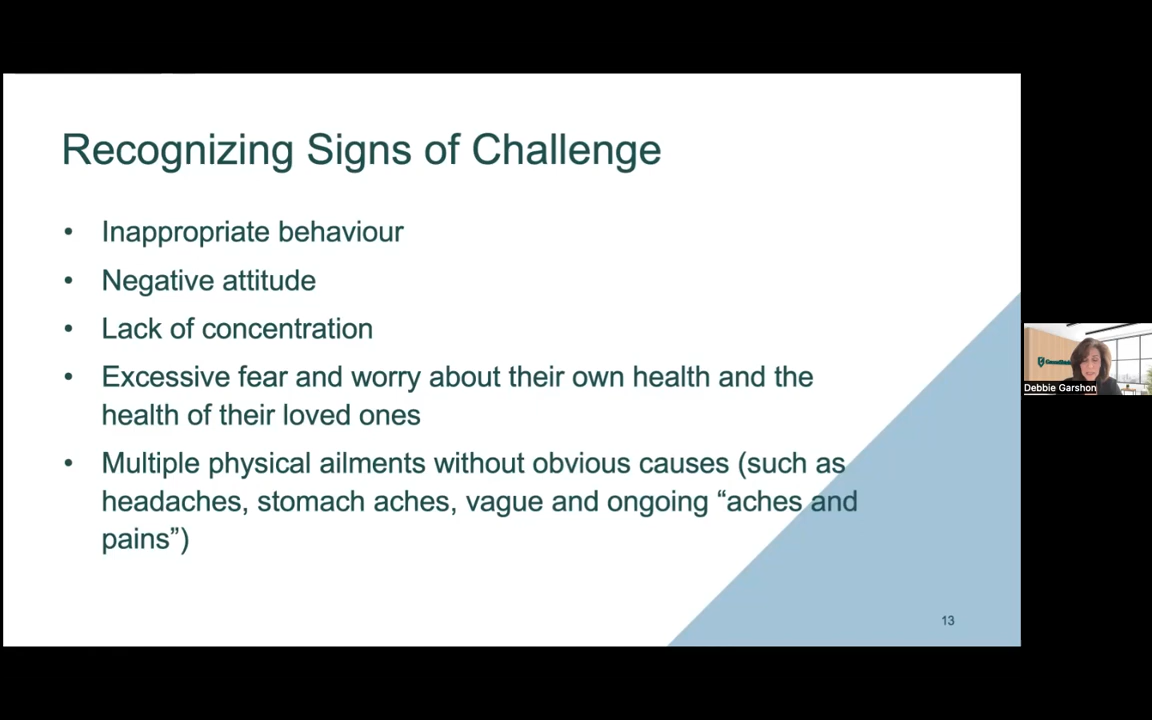 Recognizing Signs of Challenge
• Inappropriate behaviour
• Negative attitude
• Lack of concentration
• Excessive fear and worry about their own health and the
health of their loved ones
• Multiple physical ailments without obvious causes (such as
headaches, stomach aches, vague and ongoing “aches and
pains”)
13
Debbie Garshon